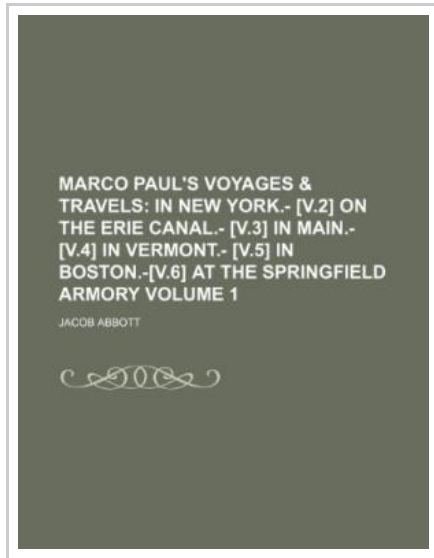 MARCO PAUL'S VOYAGES &
TRAVELS: IN NEW YORK.- [V.2] ON
THE ERIE CANAL.- [V.3] IN MAIN.-
[V.4] IN VERMONT.- [V.5] IN
BOSTON.-[V.6] AT THE SPRINGFIELD
ARMORY VOLUME 1
JACOB ABBOTT